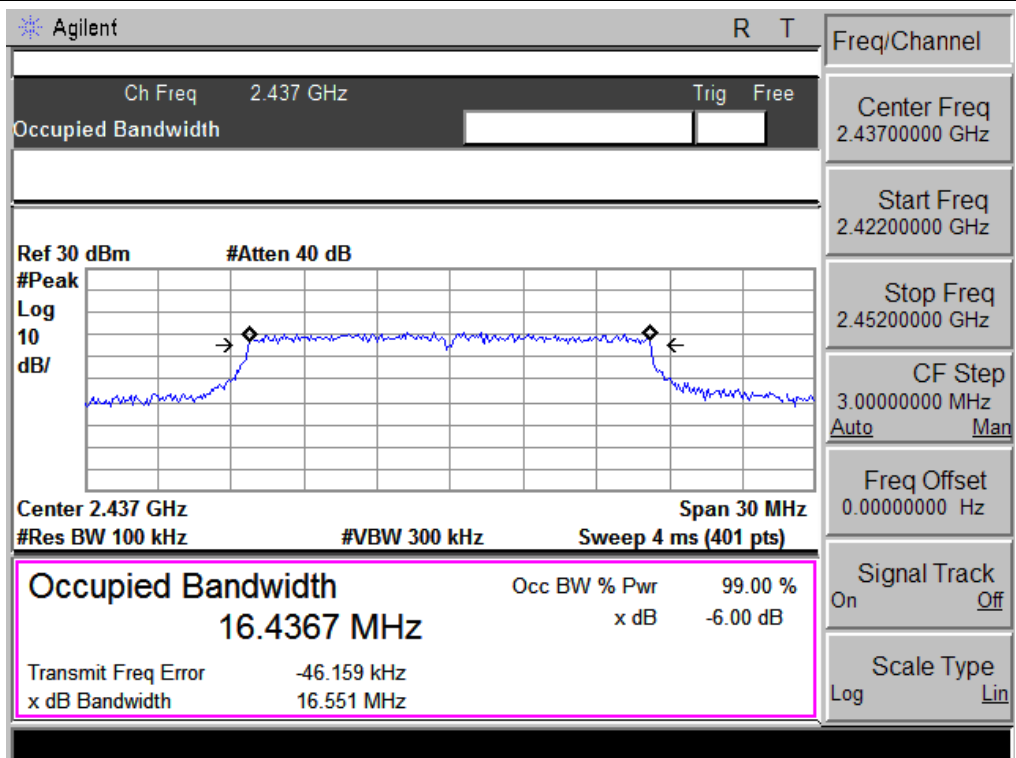 Agilent R T
Ch Freq 2.437 GHz Trig Free
Occupied Bandwidth
Ref 30 dBm #Atten 40 dB
#Peak
Log
10
dB/
Center 2.437 GHz Span 30 MHz
#Res BW 100 kHz #VBW 300 kHz Sweep 4 ms (401 pts)
Occupied Bandwidth Occ BW % Pwr 99.00 %
16.4367 MHz x dB -6.00 dB
Transmit Freq Error -46.159 kHz
x dB Bandwidth 16.551 MHz
Freq/Channel
Center Freq
2.43700000 GHz
Start Freq
2.42200000 GHz
Stop Freq
2.45200000 GHz
CF Step
3.00000000 MHz
Auto Man
Freq Offset
0.00000000 Hz
Signal Track
On Off
Scale Type
Log Lin